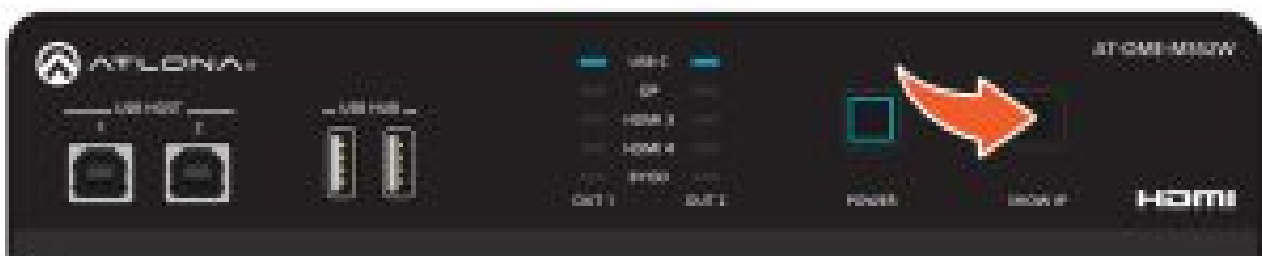 ATLONA
AT-OME-MS52W
USB HOST
1 2
USB HUB
USB-C
DP
HDMI 3
HDMI 4
BYOD
OUT 1 OUT 2
POWER
SHOW IP
HDMI